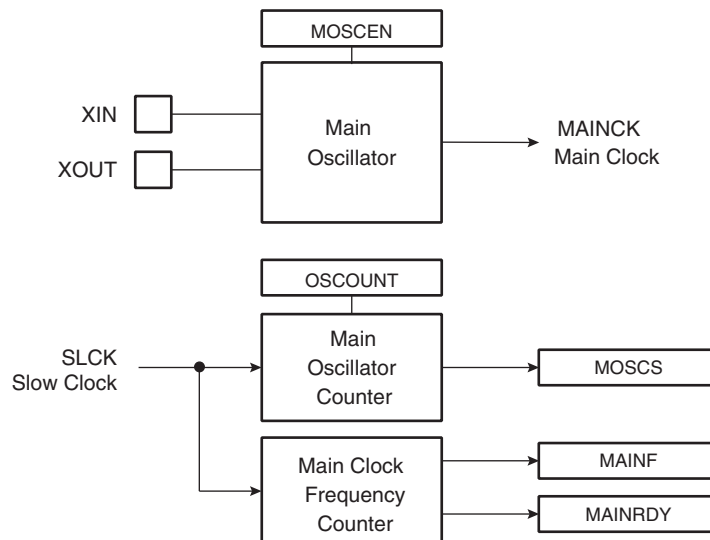 MOSCEN
XIN
XOUT
Main
Oscillator
MAINCK
Main Clock
OSCOUNT
SLCK
Slow Clock
Main
Oscillator
Counter
MOSCS
Main Clock
Frequency
Counter
MAINF
MAINRDY